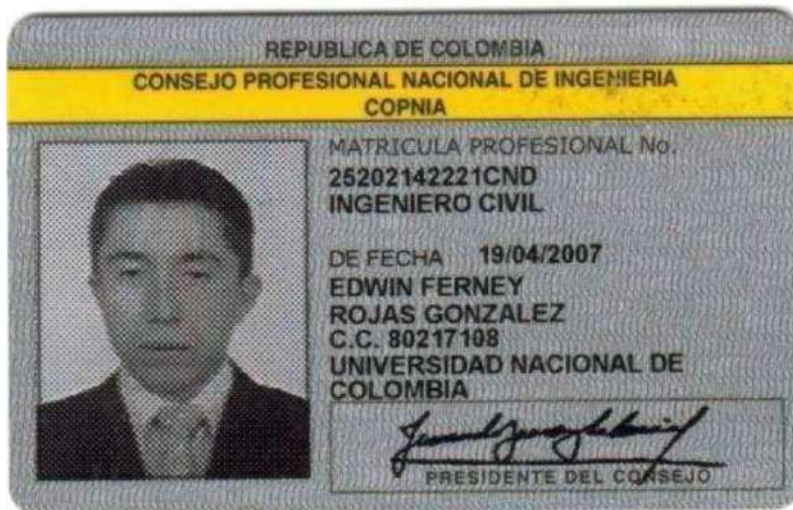 REPUBLICA DE COLOMBIA
CONSEJO PROFESIONAL NACIONAL DE INGENIERIA
COPNIA
MATRICULA PROFESIONAL No.
25202142221CND
INGENIERO CIVIL
DE FECHA 19/04/2007
EDWIN FERNEY
ROJAS GONZALEZ
C.C. 80217108
UNIVERSIDAD NACIONAL DE
COLOMBIA
PRESIDENTE DEL CONSEJO